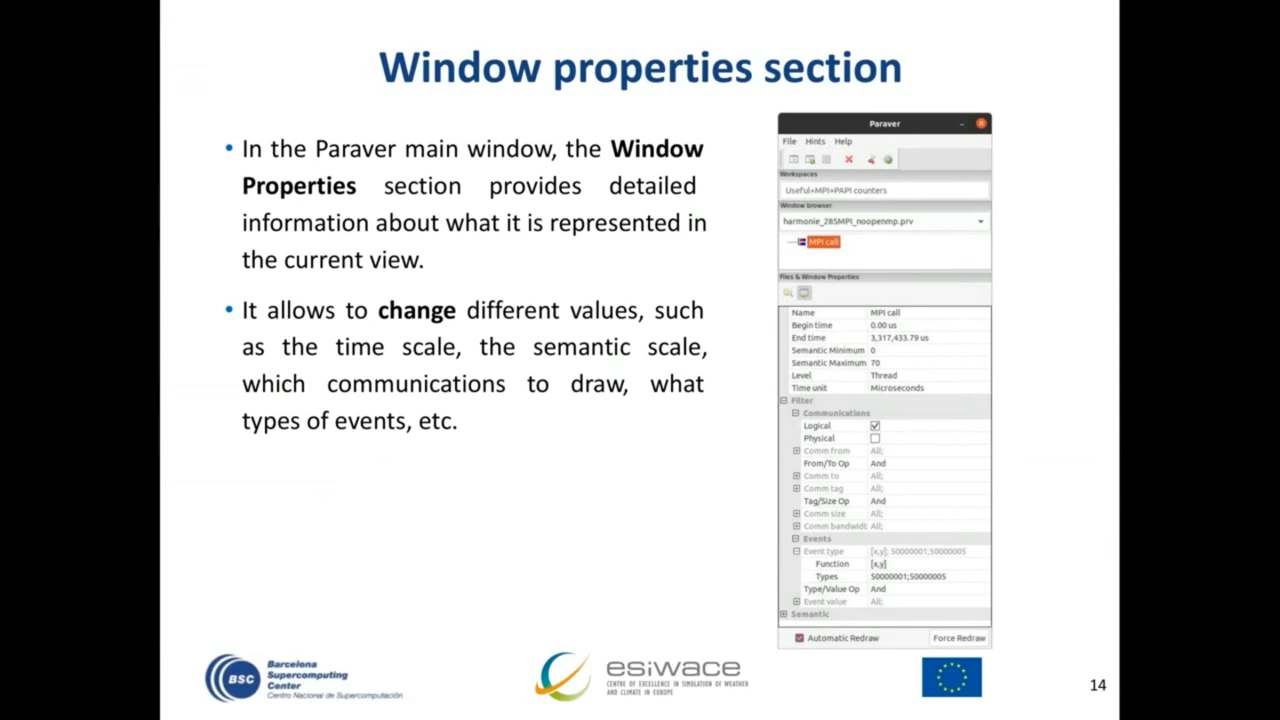 Window properties section
• In the Paraver main window, the Window
Properties section provides detailed
information about what it is represented in
the current view.
• It allows to change different values, such
as the time scale, the semantic scale,
which communications to draw, what
types of events, etc.
Paraver
File Hints Help
Workspaces
Useful+MPI+PAPI counters
Window browser
harmonie_285MPI_noopenmp.prv
MPI call
Files & Window Properties
Name MPI call
Begin time 0.00 us
End time 3,317,433.79 us
Semantic Minimum 0
Semantic Maximum 70
Level Thread
Time unit Microseconds
Filter
Communications
Logical
Physical
Comm from All;
From/To Op And
Comm to All;
Comm tag All;
Tag/Size Op And
Comm size All;
Comm bandwidt All;
Events
Event type [x,y]; 50000001;50000005
Function [x,y]
Types 50000001;50000005
Type/Value Op And
Event value All;
Semantic
Automatic Redraw Force Redraw
BSC
Barcelona
Supercomputing
Center
Centro Nacional de Supercomputación
esiwace
CENTRE OF EXCELLENCE IN SIMULATION OF WEATHER
AND CLIMATE IN EUROPE
14